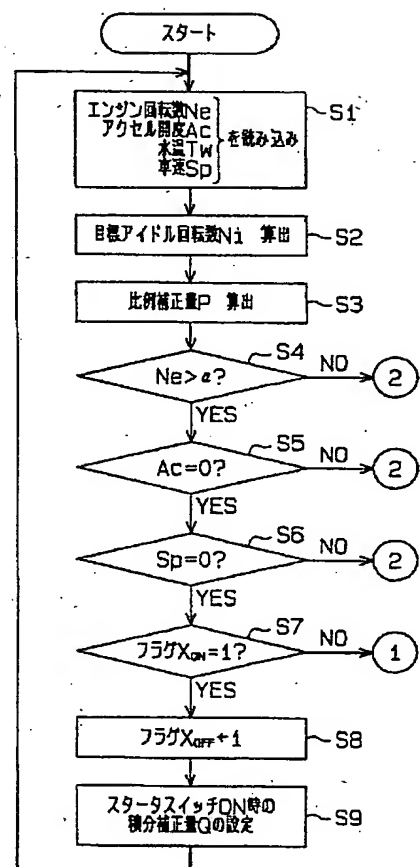 スタート
エンジン回転数Ne
アクセル開度Ac
水温TW
車速Sp
を読み込み
S1
目標アイドル回転数Ni 算出
S2
比例補正量P 算出
S3
Ne>α?
S4
NO
2
YES
Ac=0?
S5
NO
2
YES
Sp=0?
S6
NO
2
YES
フラグXON=1?
S7
NO
1
YES
フラグXOFF←1
S8
スタータスイッチON時の
積分補正量Qの設定
S9